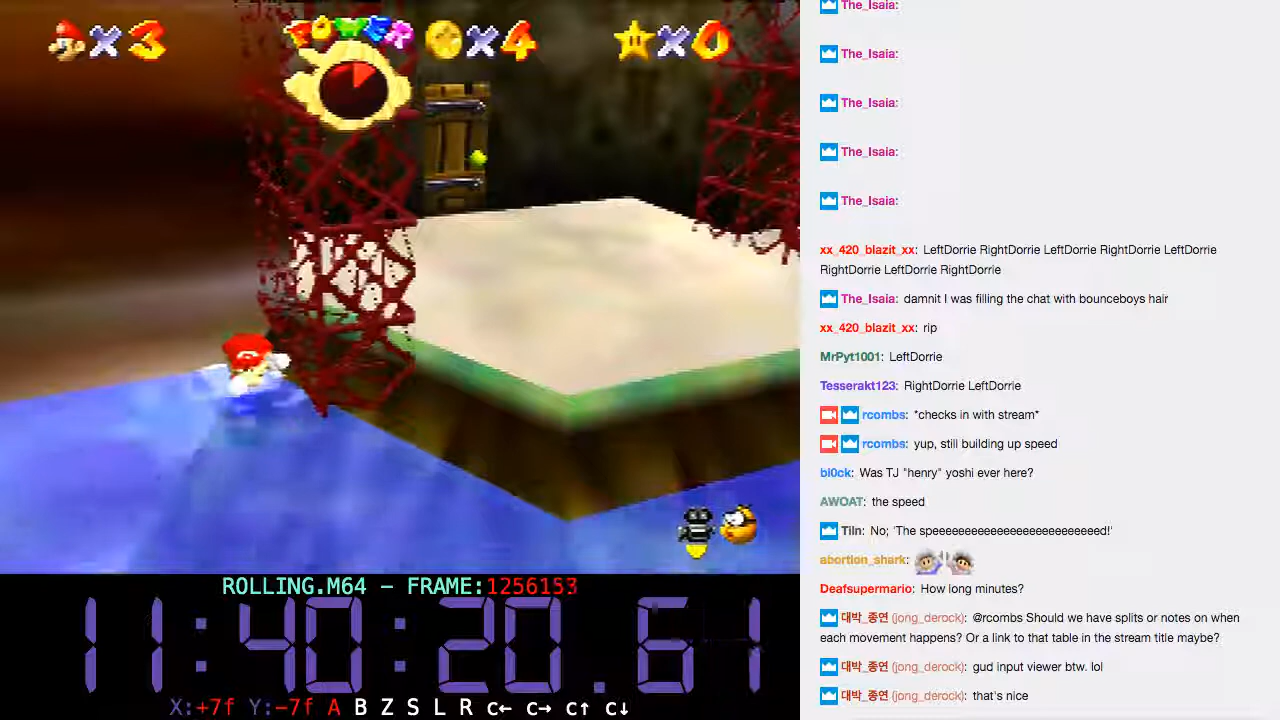 ×3
POWER
×4
×0
The_Isaia:
The_Isaia:
The_Isaia:
The_Isaia:
The_Isaia:
xx_420_blazit_xx: LeftDorrie RightDorrie LeftDorrie RightDorrie LeftDorrie
RightDorrie LeftDorrie RightDorrie
The_Isaia: damnit I was filling the chat with bounceboys hair
xx_420_blazit_xx: rip
MrPyt1001: LeftDorrie
Tesserakt123: RightDorrie LeftDorrie
rcombs: *checks in with stream*
rcombs: yup, still building up speed
bi0ck: Was TJ "henry" yoshi ever here?
AWOAT: the speed
Tiln: No; 'The speeeeeeeeeeeeeeeeeeeeeeeed!'
abortion_shark:
Deafsupermario: How long minutes?
대박_종연 (jong_derock): @rcombs Should we have splits or notes on when
each movement happens? Or a link to that table in the stream title maybe?
대박_종연 (jong_derock): gud input viewer btw. lol
대박_종연 (jong_derock): that's nice
ROLLING.M64 – FRAME:1256153
11:40:20.61
X:+7f Y:-7f A B Z S L R C← C→ C↑ C↓